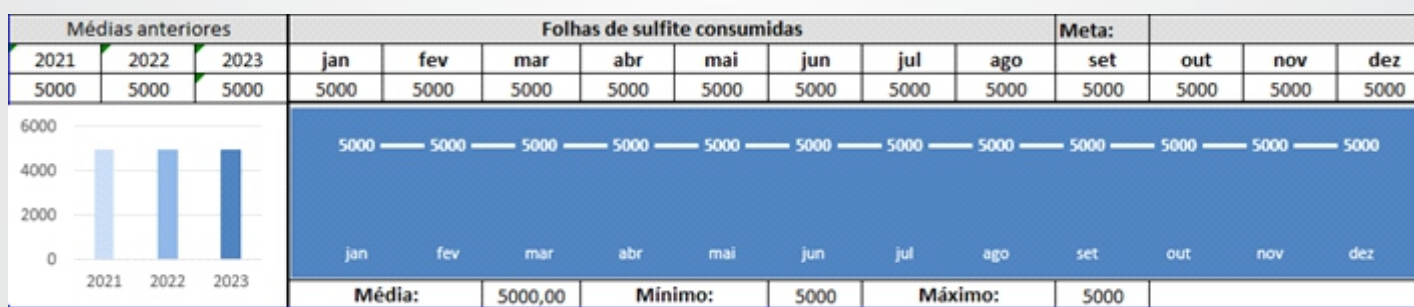 Médias anteriores Folhas de sulfite consumidas Meta:
2021 2022 2023 jan fev mar abr mai jun jul ago set out nov dez
5000 5000 5000 5000 5000 5000 5000 5000 5000 5000 5000 5000 5000 5000 5000
6000
4000
2000
0
2021 2022 2023
5000 5000 5000 5000 5000 5000 5000 5000 5000 5000 5000 5000
jan fev mar abr mai jun jul ago set out nov dez
Média: 5000,00 Mínimo: 5000 Máximo: 5000